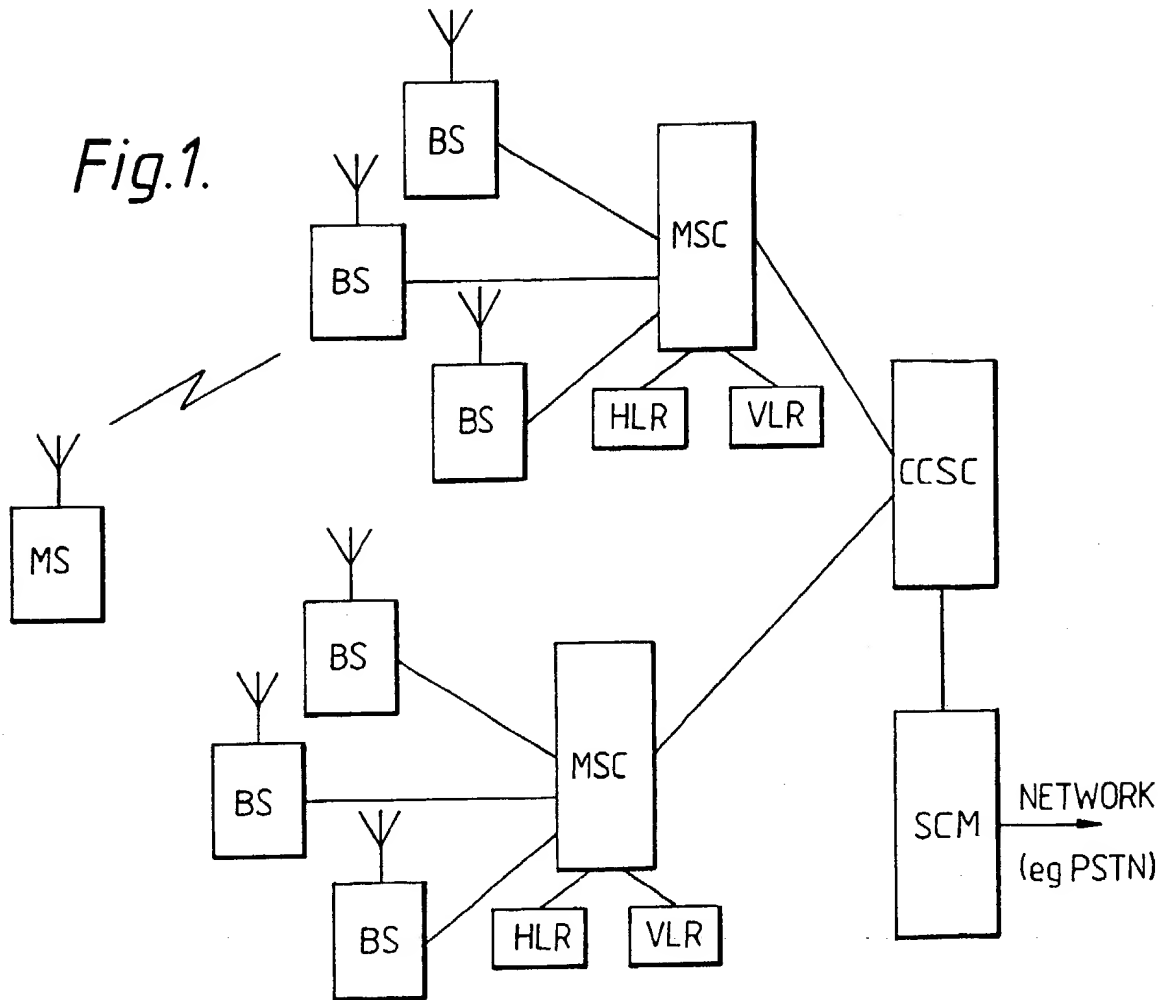 Fig.1.
BS
BS
BS
MSC
HLR
VLR
CCSC
MS
BS
BS
BS
MSC
HLR
VLR
SCM
NETWORK
(eg PSTN)